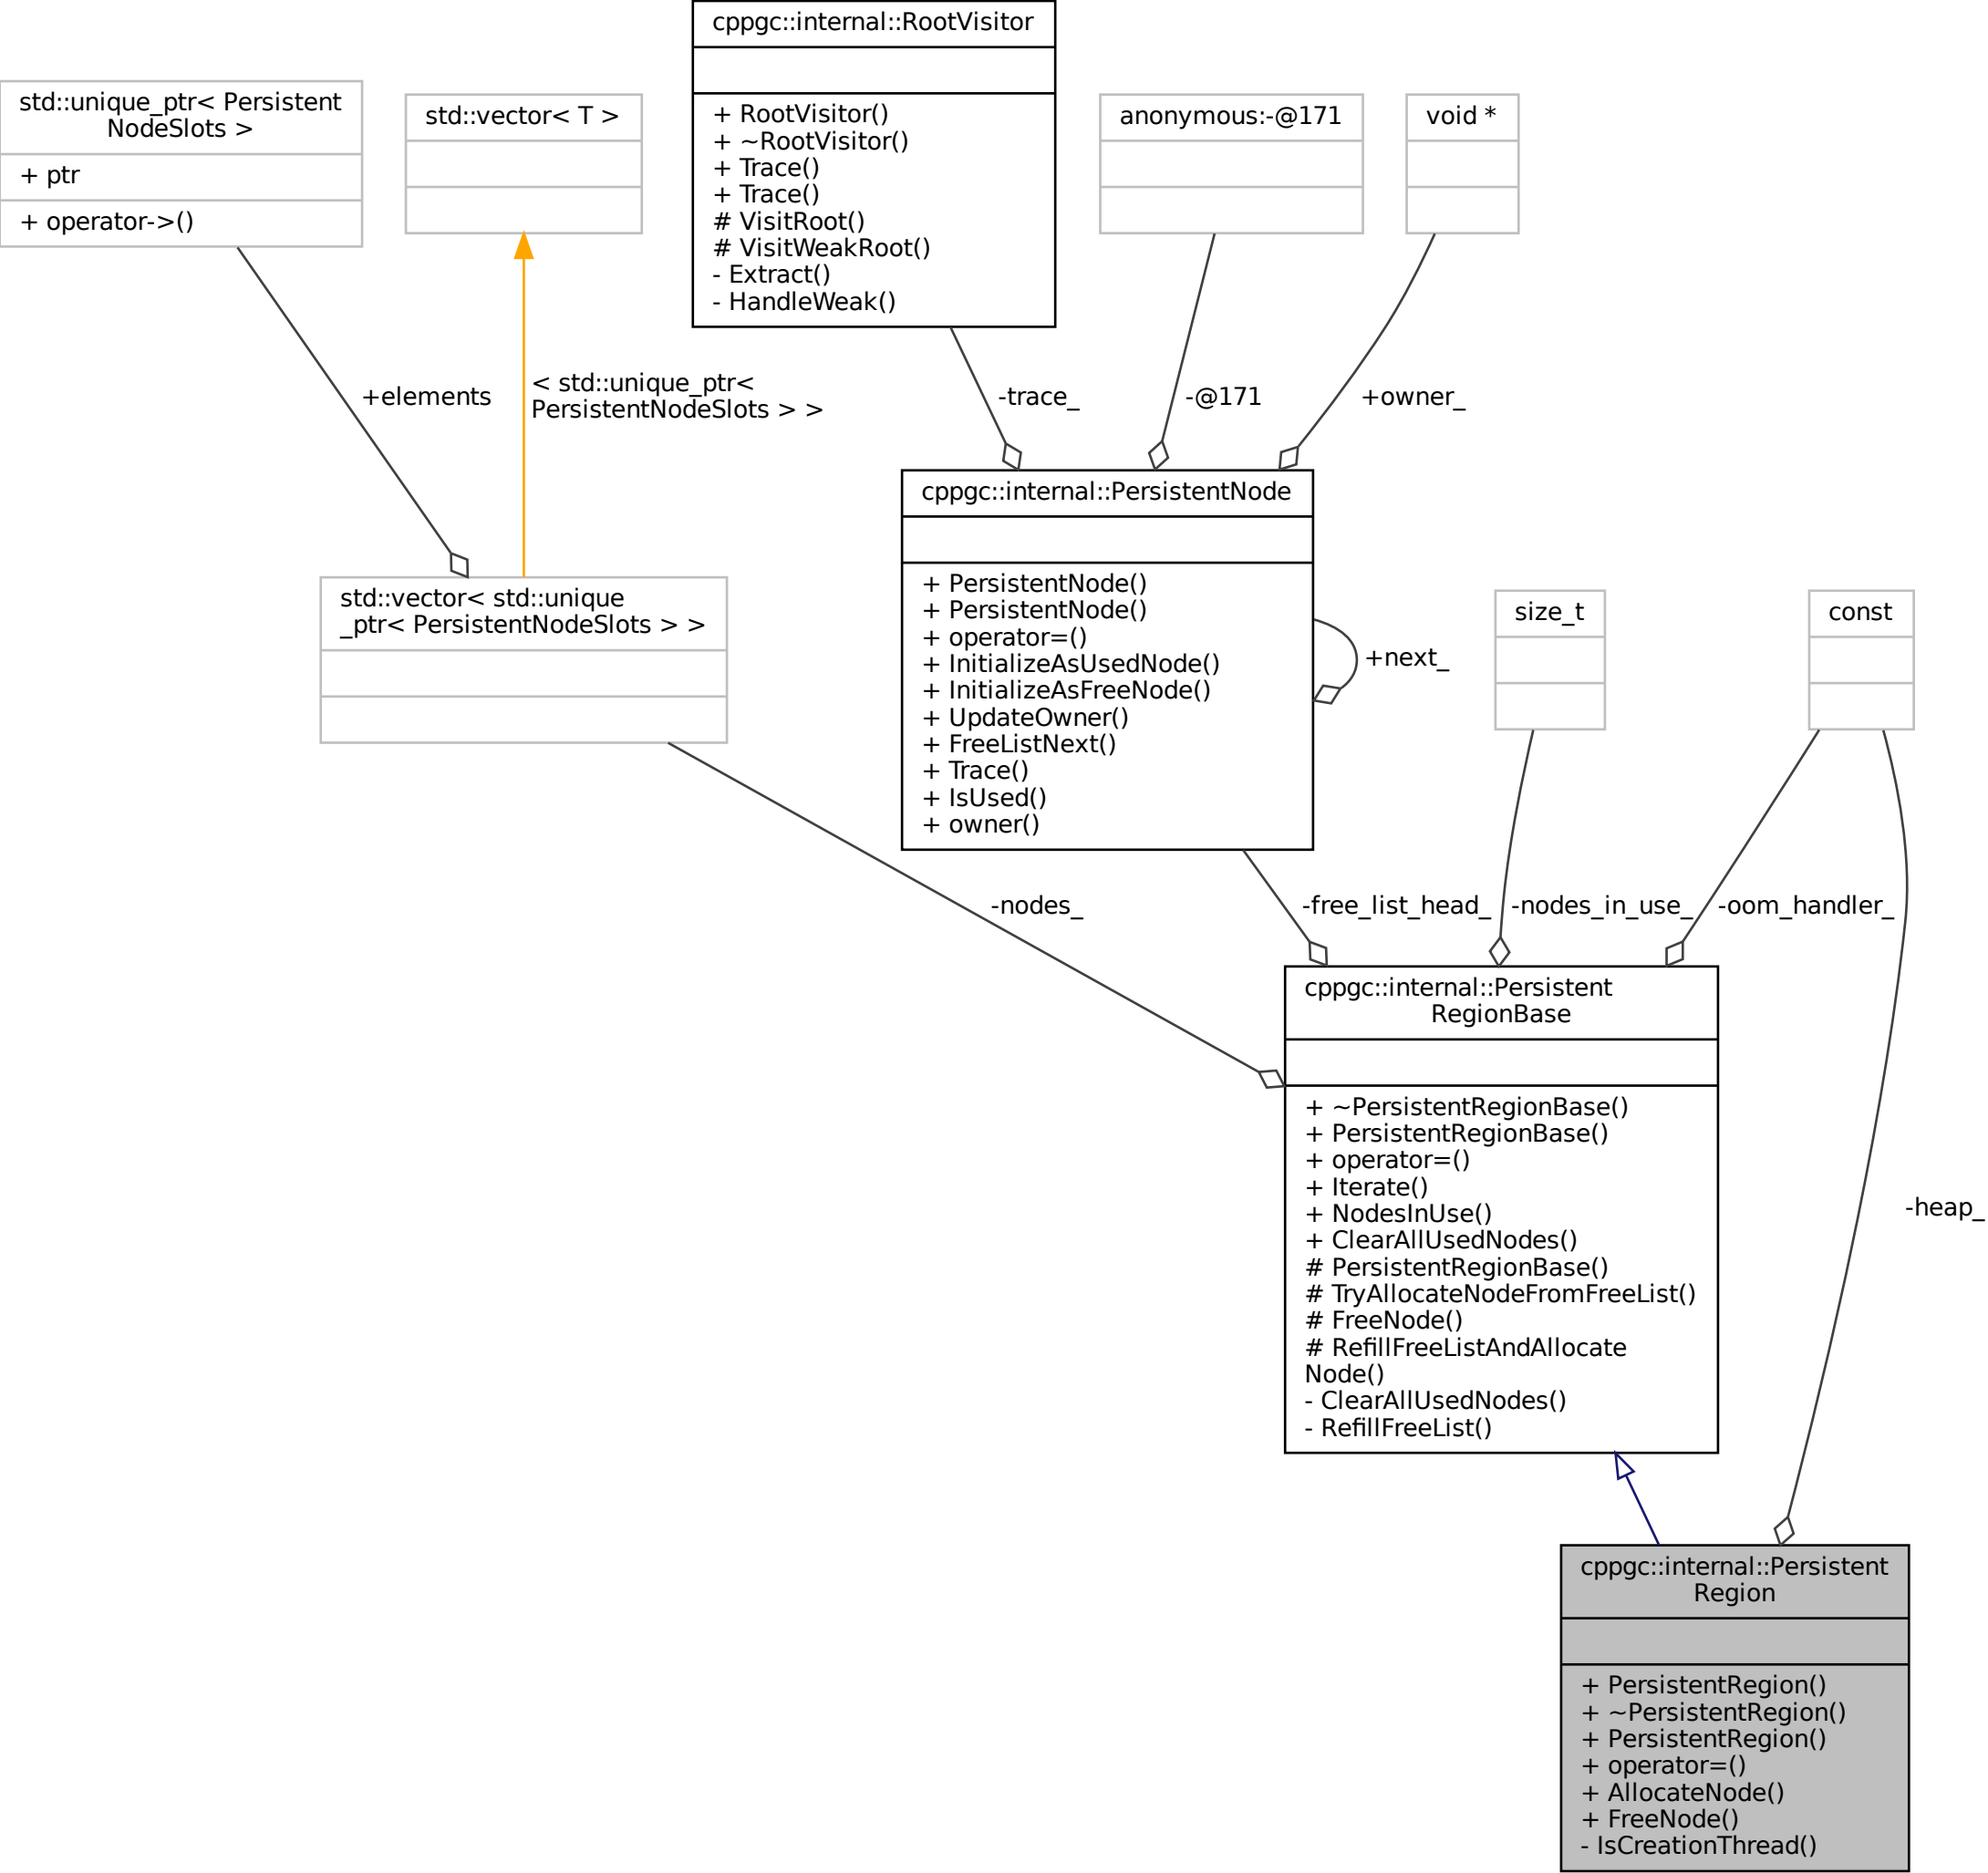 cppgc::internal::RootVisitor
+ RootVisitor()
+ ~RootVisitor()
+ Trace()
+ Trace()
# VisitRoot()
# VisitWeakRoot()
- Extract()
- HandleWeak()
std::unique_ptr< Persistent
NodeSlots >
+ ptr
+ operator->()
std::vector< T >
anonymous:-@171
void *
+elements
< std::unique_ptr<
PersistentNodeSlots > >
-trace_
-@171
+owner_
cppgc::internal::PersistentNode
+ PersistentNode()
+ PersistentNode()
+ operator=()
+ InitializeAsUsedNode()
+ InitializeAsFreeNode()
+ UpdateOwner()
+ FreeListNext()
+ Trace()
+ IsUsed()
+ owner()
+next_
std::vector< std::unique
_ptr< PersistentNodeSlots > >
size_t
const
-nodes_
-free_list_head_
-nodes_in_use_
-oom_handler_
cppgc::internal::Persistent
RegionBase
+ ~PersistentRegionBase()
+ PersistentRegionBase()
+ operator=()
+ Iterate()
+ NodesInUse()
+ ClearAllUsedNodes()
# PersistentRegionBase()
# TryAllocateNodeFromFreeList()
# FreeNode()
# RefillFreeListAndAllocate
Node()
- ClearAllUsedNodes()
- RefillFreeList()
-heap_
cppgc::internal::Persistent
Region
+ PersistentRegion()
+ ~PersistentRegion()
+ PersistentRegion()
+ operator=()
+ AllocateNode()
+ FreeNode()
- IsCreationThread()